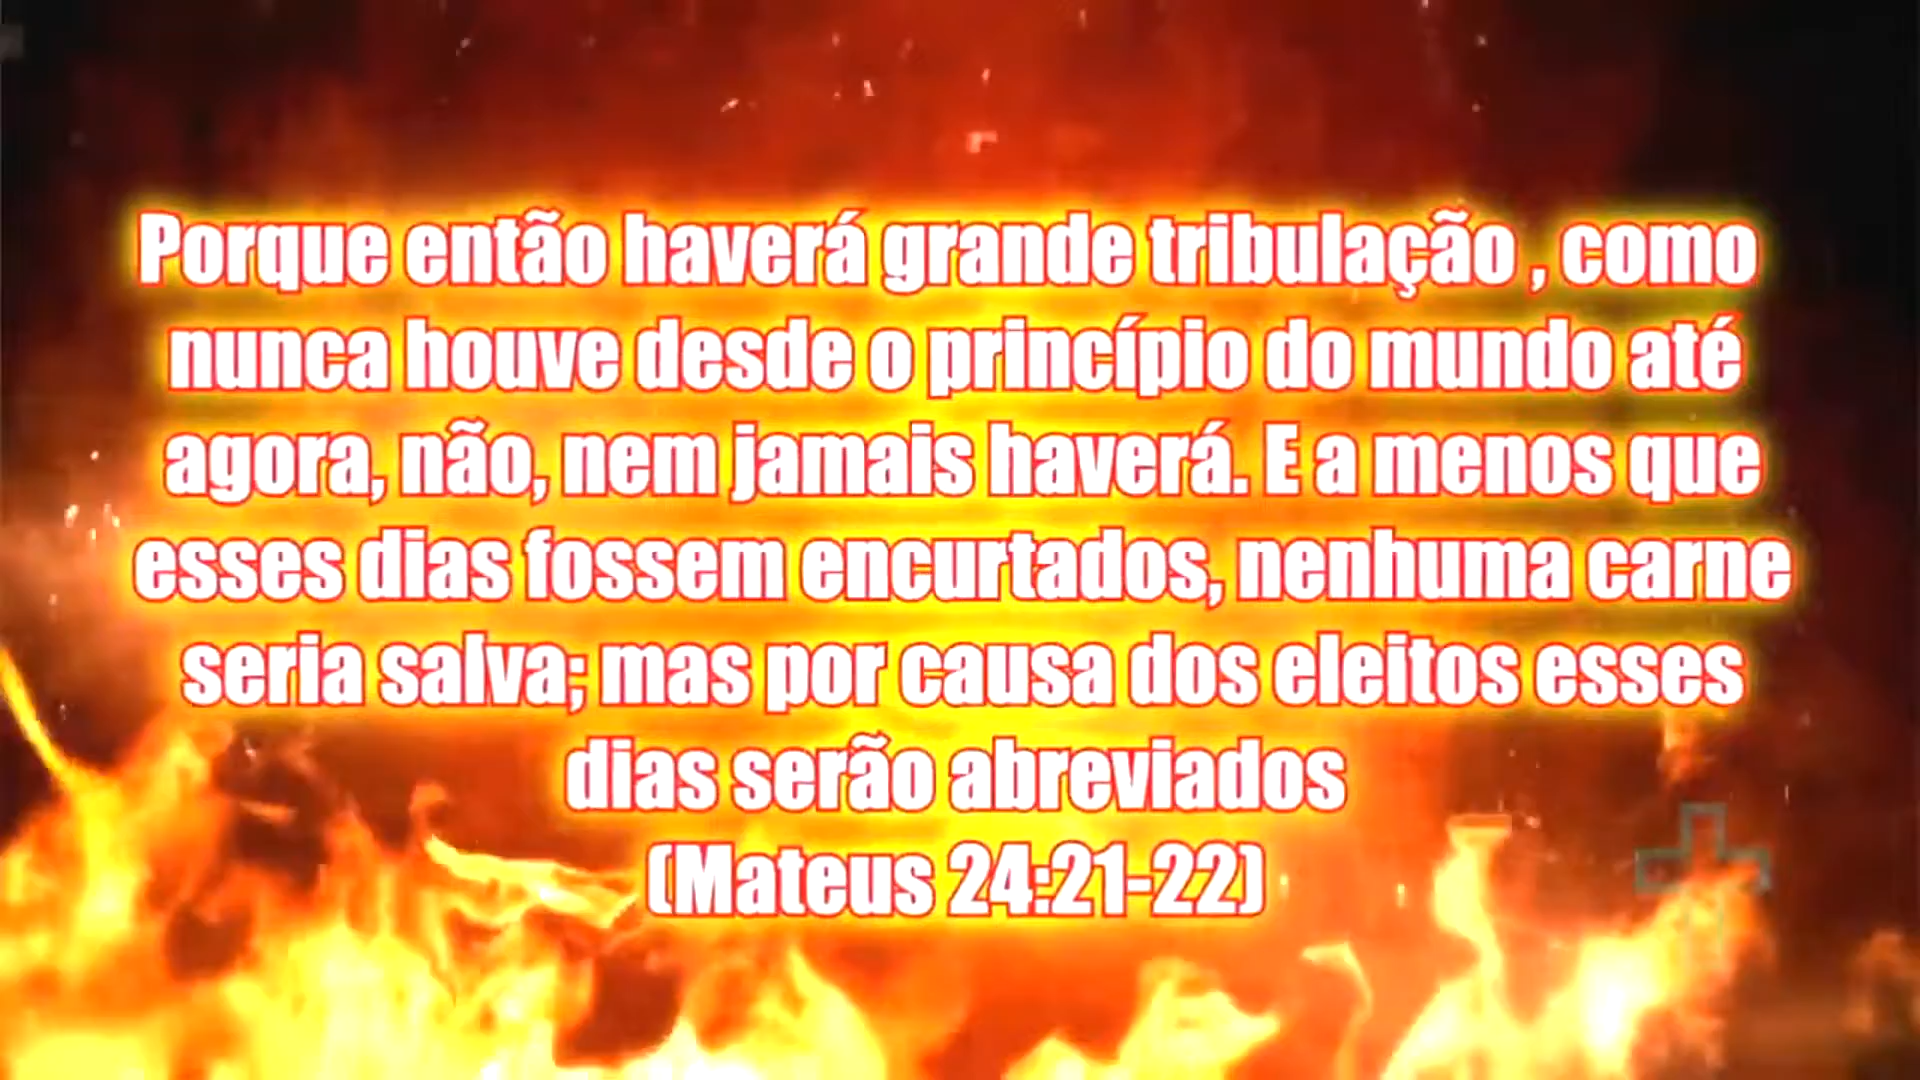 Porque então haverá grande tribulação , como
nunca houve desde o princípio do mundo até
agora, não, nem jamais haverá. E a menos que
esses dias fossem encurtados, nenhuma carne
seria salva; mas por causa dos eleitos esses
dias serão abreviados
(Mateus 24:21-22)